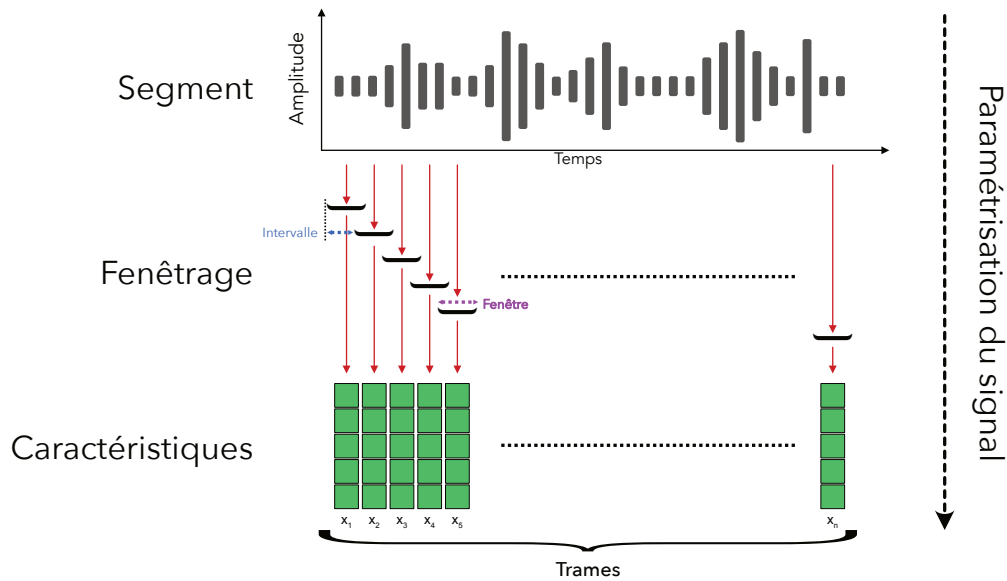 Segment
Amplitude
Temps
Intervalle
Fenêtrage
Fenêtre
Caractéristiques
x₁ x₂ x₃ x₄ x₅ xₙ
Trames
Paramétrisation du signal